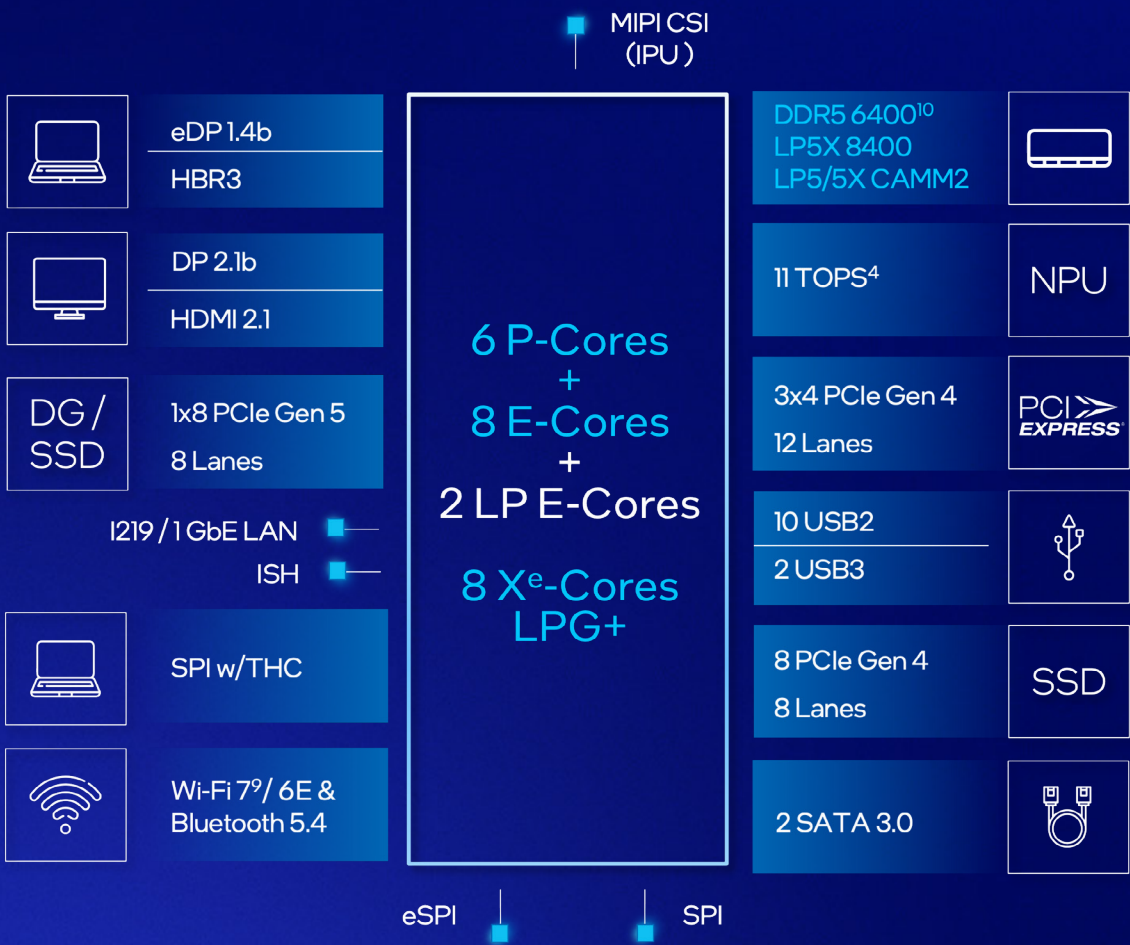 MIPI CSI
(IPU)
eDP 1.4b
HBR3
DP 2.1b
HDMI 2.1
DG /
SSD
1x8 PCIe Gen 5
8 Lanes
I219 / 1 GbE LAN
ISH
SPI w/THC
Wi-Fi 7⁹/ 6E &
Bluetooth 5.4
6 P-Cores
+
8 E-Cores
+
2 LP E-Cores
8 Xᵉ-Cores
LPG+
DDR5 6400¹⁰
LP5X 8400
LP5/5X CAMM2
11 TOPS⁴
NPU
3x4 PCIe Gen 4
12 Lanes
PCI
EXPRESS®
10 USB2
2 USB3
8 PCIe Gen 4
8 Lanes
SSD
2 SATA 3.0
eSPI
SPI